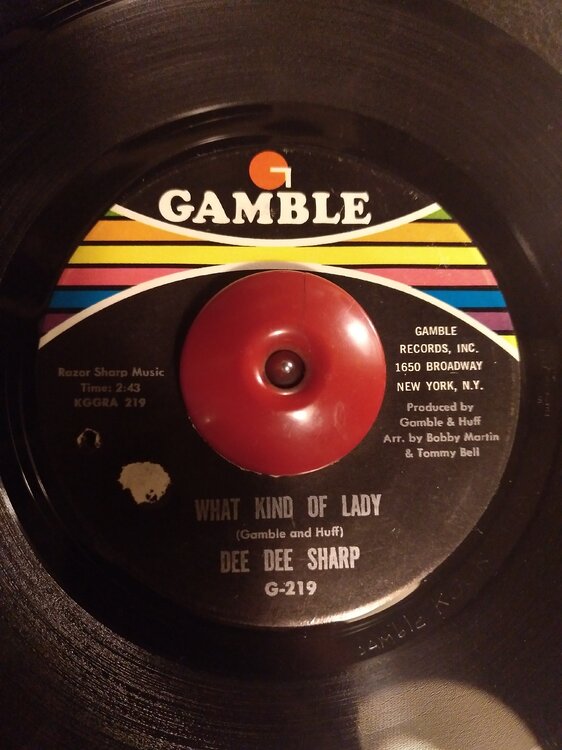 G
GAMBLE
GAMBLE
RECORDS, INC.
1650 BROADWAY
NEW YORK, N.Y.
Razor Sharp Music
Time: 2:43
KGGRA 219
Produced by
Gamble & Huff
Arr. by Bobby Martin
& Tommy Bell
WHAT KIND OF LADY
(Gamble and Huff)
DEE DEE SHARP
G-219